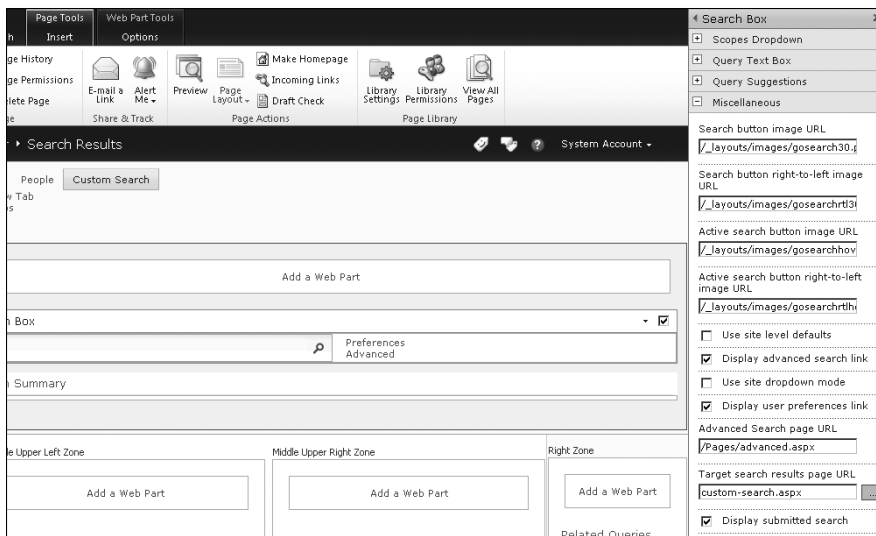 Page Tools
Web Part Tools
Insert
Options
ge History
ge Permissions
elete Page
E-mail a Link
Alert Me
Share & Track
Preview
Page Layout
Make Homepage
Incoming Links
Draft Check
Page Actions
Library Settings
Library Permissions
View All Pages
Page Library
Search Results
System Account
People
Custom Search
w Tab
Add a Web Part
h Box
Preferences
Advanced
h Summary
le Upper Left Zone
Middle Upper Right Zone
Right Zone
Add a Web Part
Add a Web Part
Add a Web Part
Related Queries
Search Box
Scopes Dropdown
Query Text Box
Query Suggestions
Miscellaneous
Search button image URL
/_layouts/images/gosearch30.p
Search button right-to-left image
URL
/_layouts/images/gosearchrtl30
Active search button image URL
/_layouts/images/gosearchhov
Active search button right-to-left
image URL
/_layouts/images/gosearchrtlho
Use site level defaults
Display advanced search link
Use site dropdown mode
Display user preferences link
Advanced Search page URL
/Pages/advanced.aspx
Target search results page URL
custom-search.aspx
...
Display submitted search